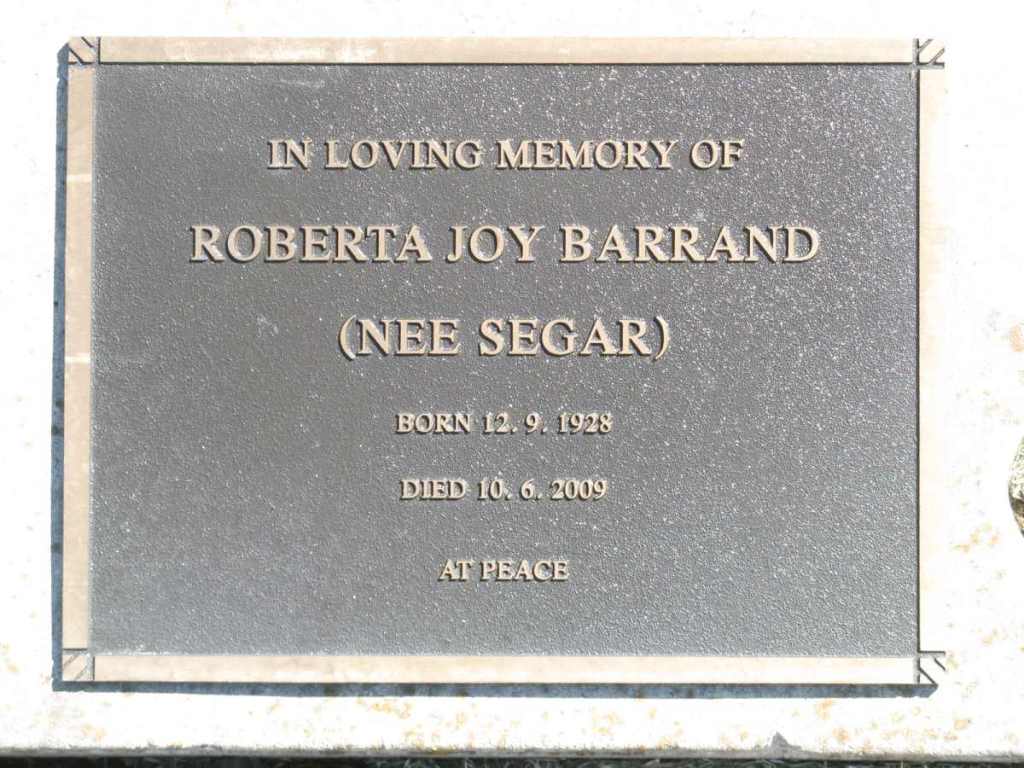 IN LOVING MEMORY OF
ROBERTA JOY BARRAND
(NEE SEGAR)
BORN 12. 9. 1928
DIED 10. 6. 2009
AT PEACE